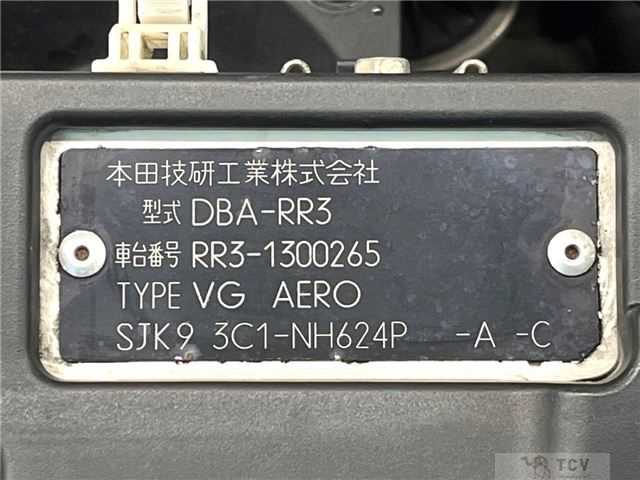 本田技研工業株式会社
型式 DBA-RR3
車台番号 RR3-1300265
TYPE VG AERO
SJK9 3C1-NH624P -A -C
TCV